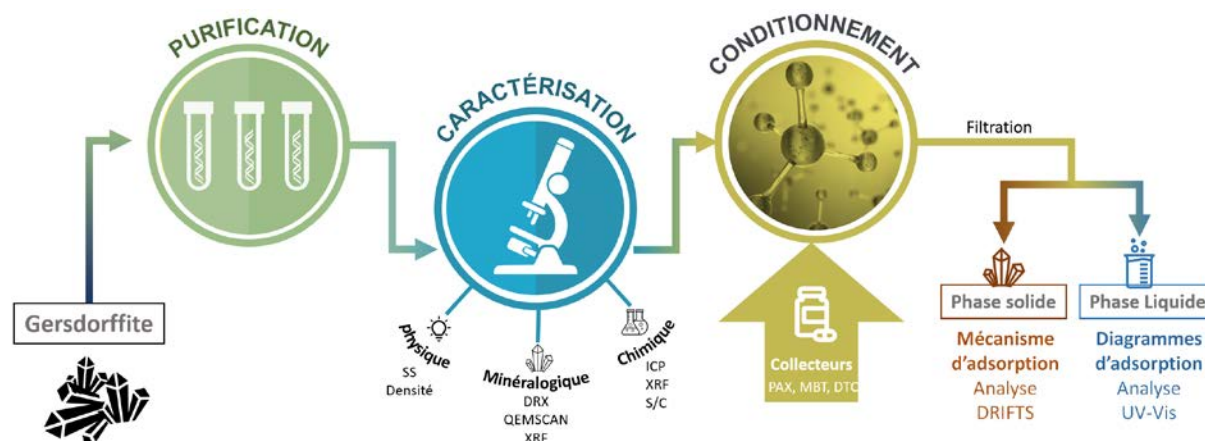 PURIFICATION
CARACTÉRISATION
CONDITIONNEMENT
Filtration
Gersdorffite
physique
SS
Densité
Minéralogique
DRX
QEMSCAN
XRF
Chimique
ICP
XRF
S/C
Collecteurs
PAX, MBT, DTC
Phase solide
Mécanisme
d'adsorption
Analyse
DRIFTS
Phase Liquide
Diagrammes
d'adsorption
Analyse
UV-Vis